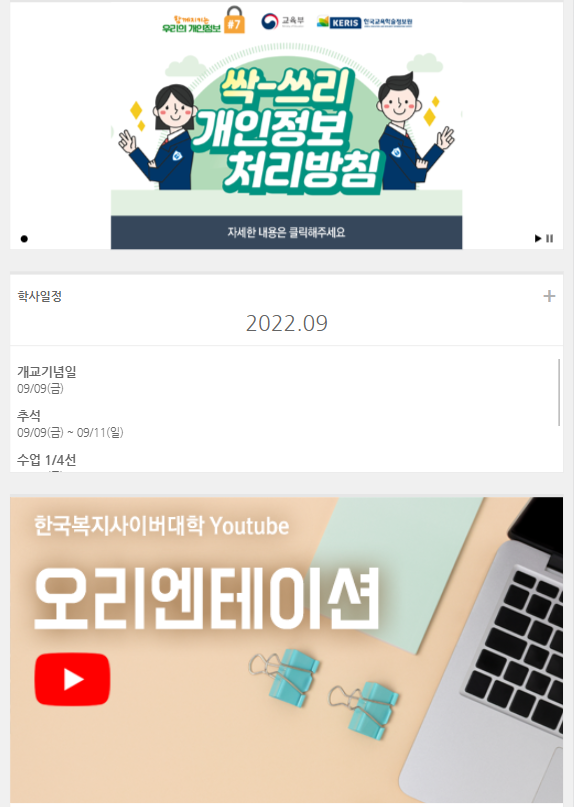 함께지키는
우리의 개인정보
#7
교육부
KERIS 한국교육학술정보원
싹-쓰리
개인정보
처리방침
자세한 내용은 클릭해주세요
학사일정
2022.09
개교기념일
09/09(금)
추석
09/09(금) ~ 09/11(일)
수업 1/4선
한국복지사이버대학 Youtube
오리엔테이션